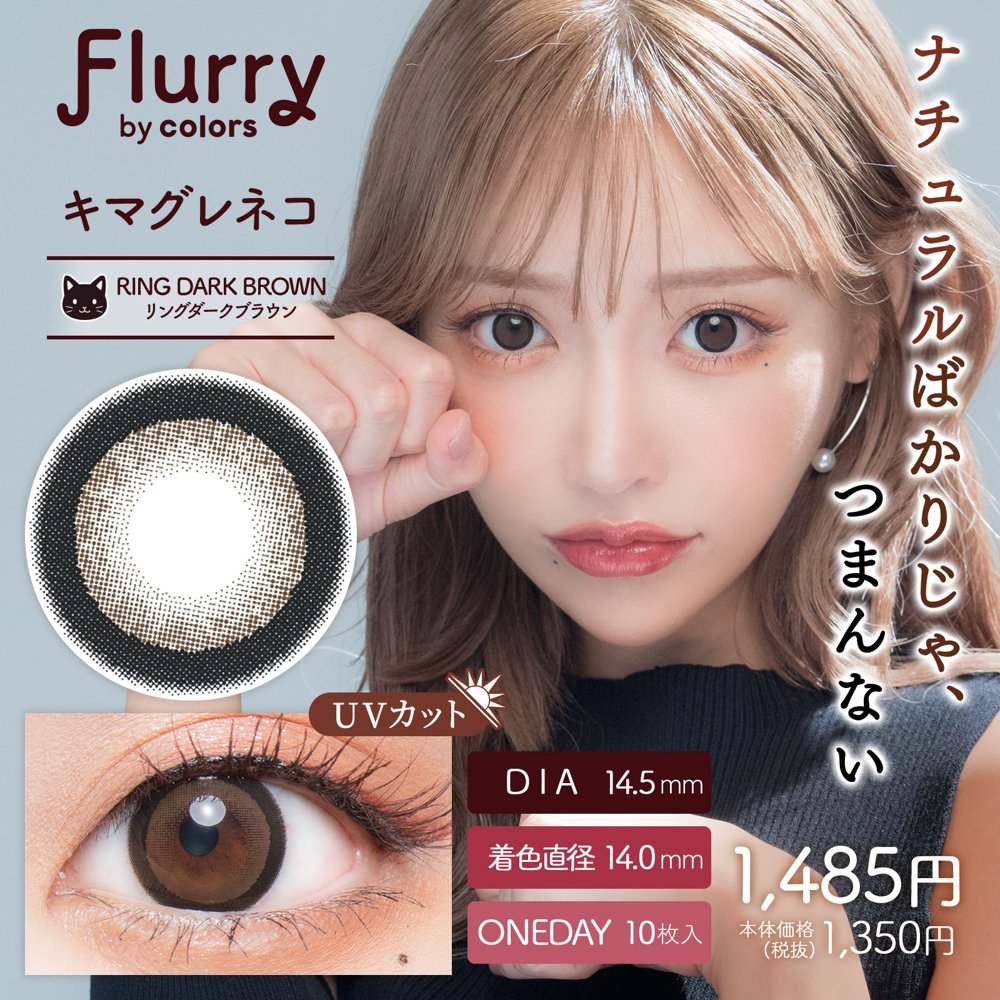 Flurry
by colors
キマグレネコ
RING DARK BROWN
リングダークブラウン
ナチュラルばかりじゃ、
つまんない
UVカット
DIA 14.5mm
着色直径 14.0mm
ONEDAY 10枚入
1,485円
本体価格
(税抜) 1,350円